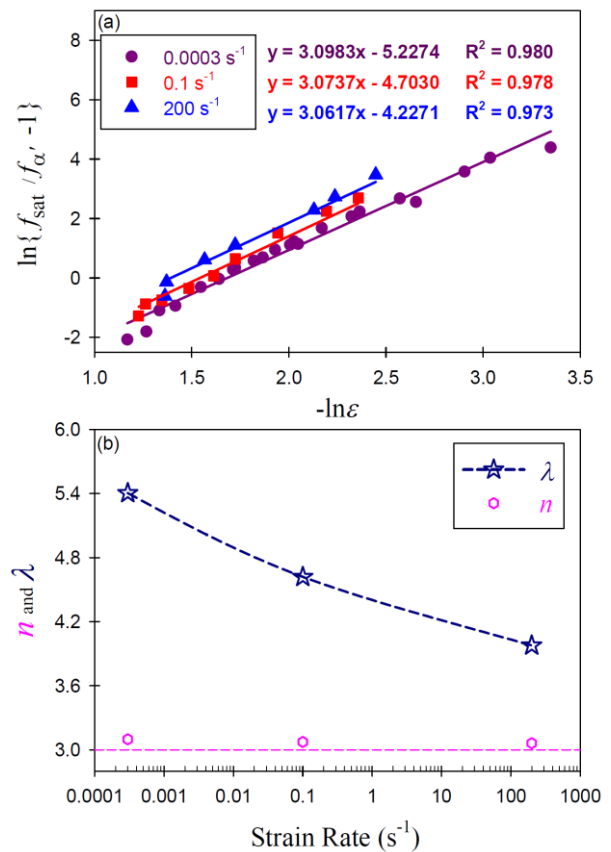 (a)
0.0003 s⁻¹ y = 3.0983x - 5.2274 R² = 0.980
0.1 s⁻¹ y = 3.0737x - 4.7030 R² = 0.978
200 s⁻¹ y = 3.0617x - 4.2271 R² = 0.973
ln{f_sat /f_α′ -1}
8
6
4
2
0
-2
1.0 1.5 2.0 2.5 3.0 3.5
-lnε
(b)
λ
n
n and λ
6.0
5.4
4.8
4.2
3.6
3.0
0.0001 0.001 0.01 0.1 1 10 100 1000
Strain Rate (s⁻¹)